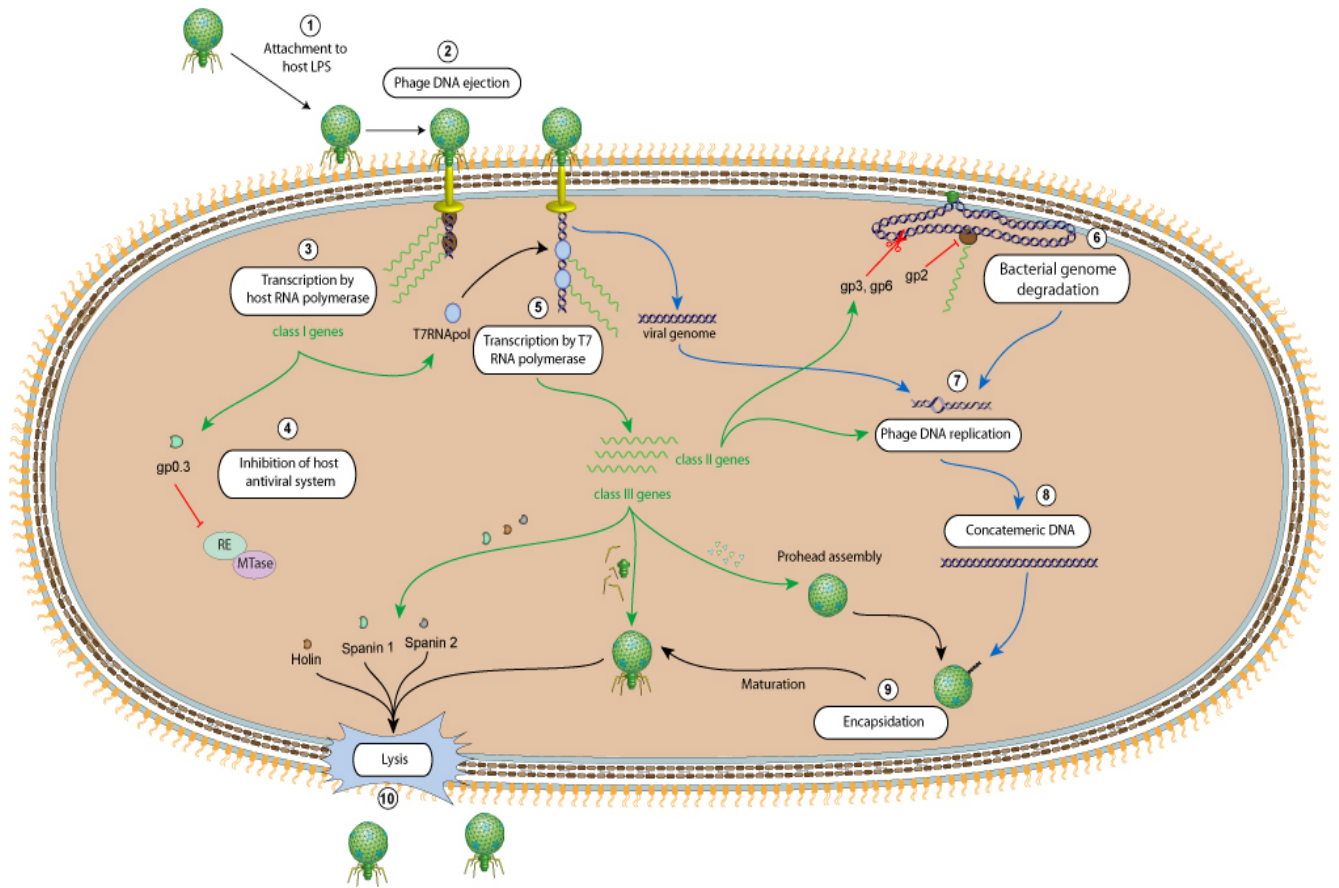 1
Attachment to
host LPS
2
Phage DNA ejection
3
Transcription by
host RNA polymerase
class I genes
T7RNApol
5
Transcription by T7
RNA polymerase
viral genome
gp3, gp6
gp2
6
Bacterial genome
degradation
7
Phage DNA replication
4
Inhibition of host
antiviral system
gp0.3
RE
MTase
class II genes
class III genes
8
Concatemeric DNA
Prohead assembly
Holin
Spanin 1
Spanin 2
Maturation
9
Encapsidation
Lysis
10